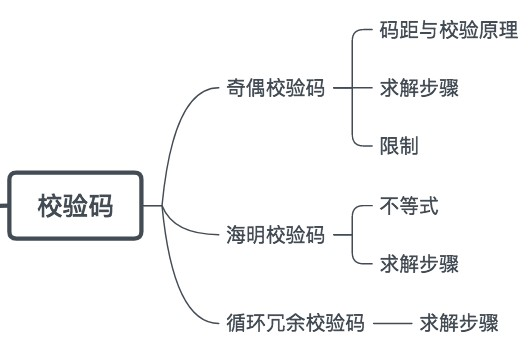 校验码
奇偶校验码
码距与校验原理
求解步骤
限制
海明校验码
不等式
求解步骤
循环冗余校验码
求解步骤